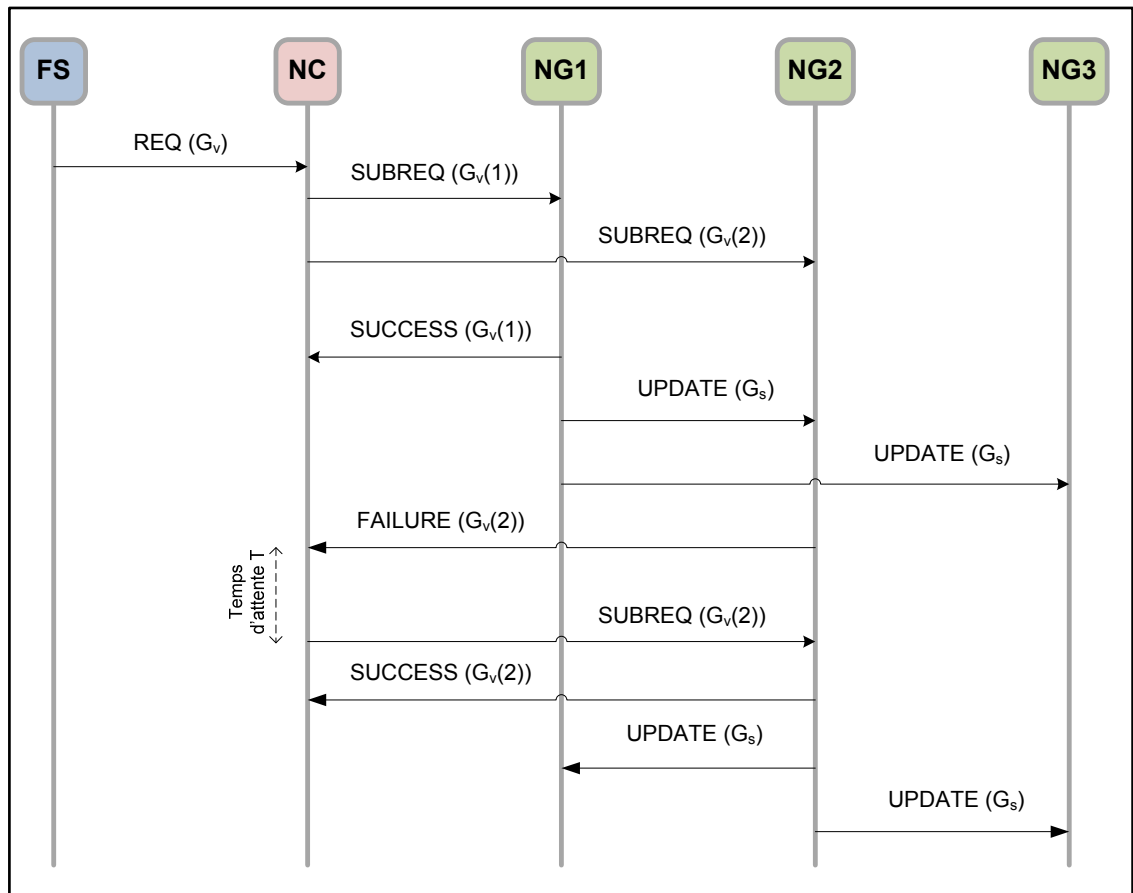 FS
NC
NG1
NG2
NG3
REQ (Gᵥ)
SUBREQ (Gᵥ(1))
SUBREQ (Gᵥ(2))
SUCCESS (Gᵥ(1))
UPDATE (Gₛ)
UPDATE (Gₛ)
FAILURE (Gᵥ(2))
Temps
d'attente T
SUBREQ (Gᵥ(2))
SUCCESS (Gᵥ(2))
UPDATE (Gₛ)
UPDATE (Gₛ)